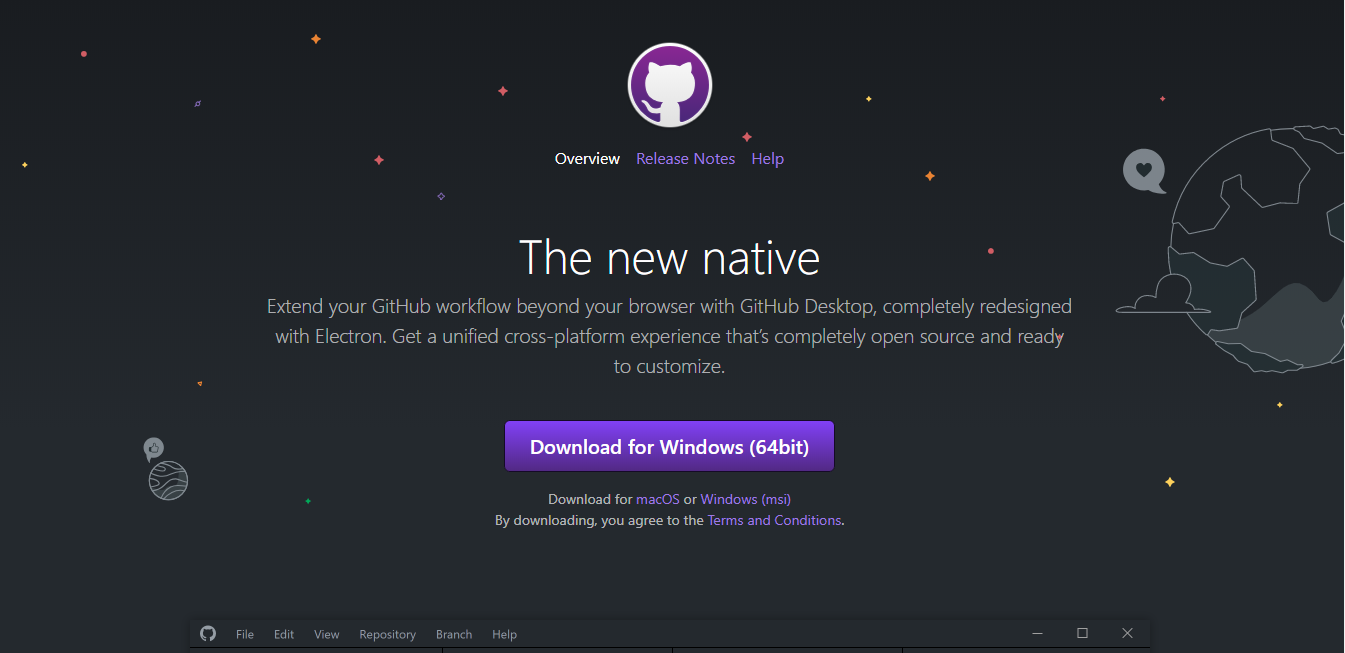 Overview Release Notes Help
The new native
Extend your GitHub workflow beyond your browser with GitHub Desktop, completely redesigned
with Electron. Get a unified cross-platform experience that’s completely open source and ready
to customize.
Download for Windows (64bit)
Download for macOS or Windows (msi)
By downloading, you agree to the Terms and Conditions.
File Edit View Repository Branch Help